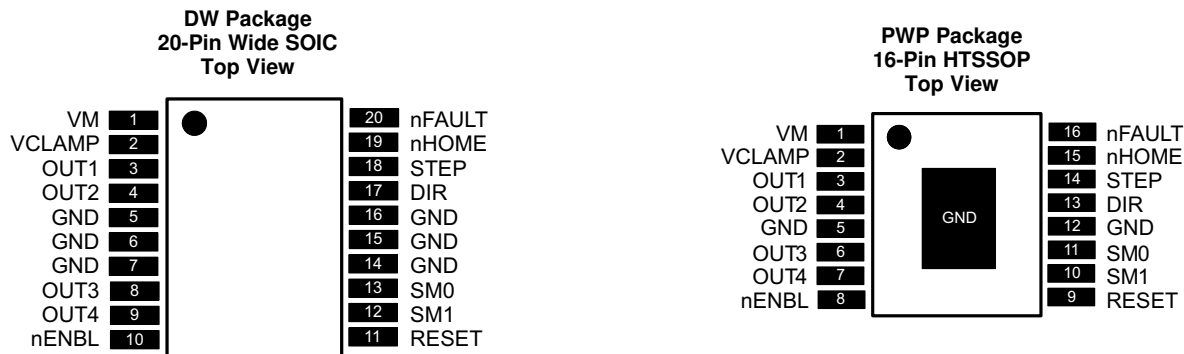 DW Package
20-Pin Wide SOIC
Top View
VM 1 20 nFAULT
VCLAMP 2 19 nHOME
OUT1 3 18 STEP
OUT2 4 17 DIR
GND 5 16 GND
GND 6 15 GND
GND 7 14 GND
OUT3 8 13 SM0
OUT4 9 12 SM1
nENBL 10 11 RESET
PWP Package
16-Pin HTSSOP
Top View
VM 1 16 nFAULT
VCLAMP 2 15 nHOME
OUT1 3 14 STEP
OUT2 4 13 DIR
GND 5 GND 12 GND
OUT3 6 11 SM0
OUT4 7 10 SM1
nENBL 8 9 RESET